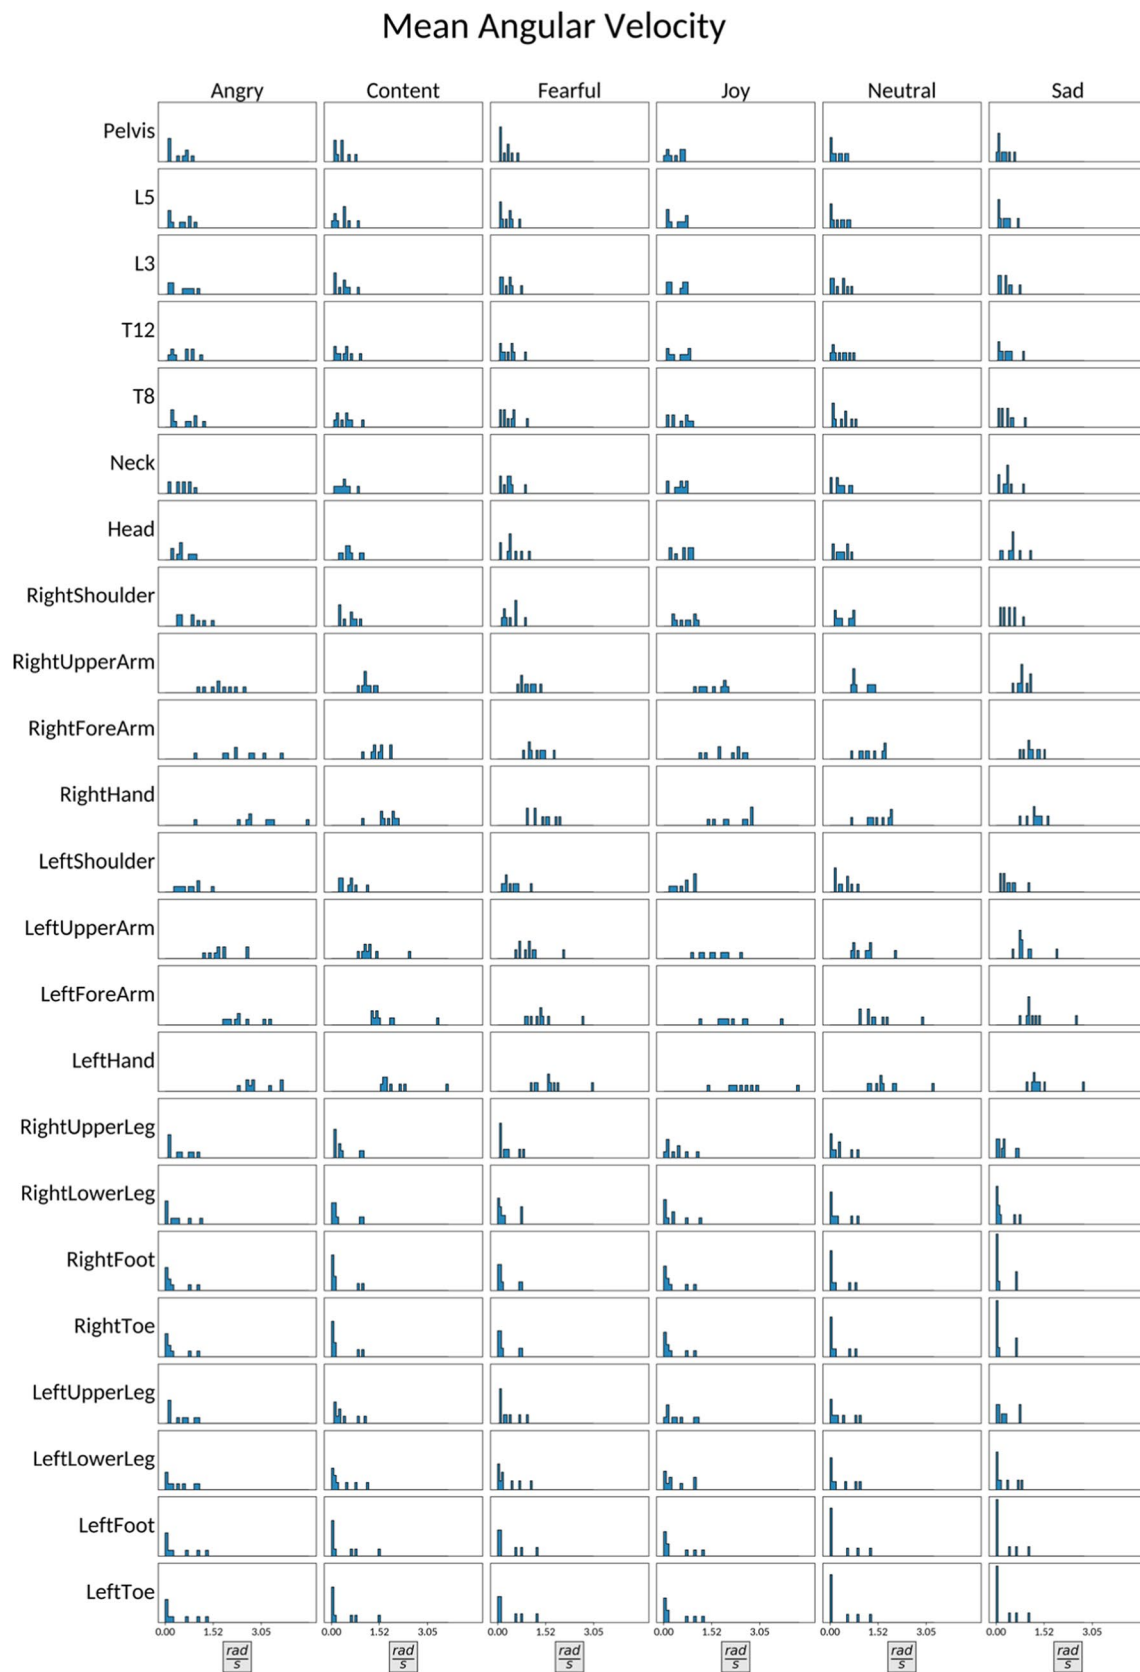 Mean Angular Velocity
Angry Content Fearful Joy Neutral Sad
Pelvis
L5
L3
T12
T8
Neck
Head
RightShoulder
RightUpperArm
RightForeArm
RightHand
LeftShoulder
LeftUpperArm
LeftForeArm
LeftHand
RightUpperLeg
RightLowerLeg
RightFoot
RightToe
LeftUpperLeg
LeftLowerLeg
LeftFoot
LeftToe
0.00 1.52 3.05 0.00 1.52 3.05 0.00 1.52 3.05 0.00 1.52 3.05 0.00 1.52 3.05 0.00 1.52 3.05
rad rad rad rad rad rad
s s s s s s